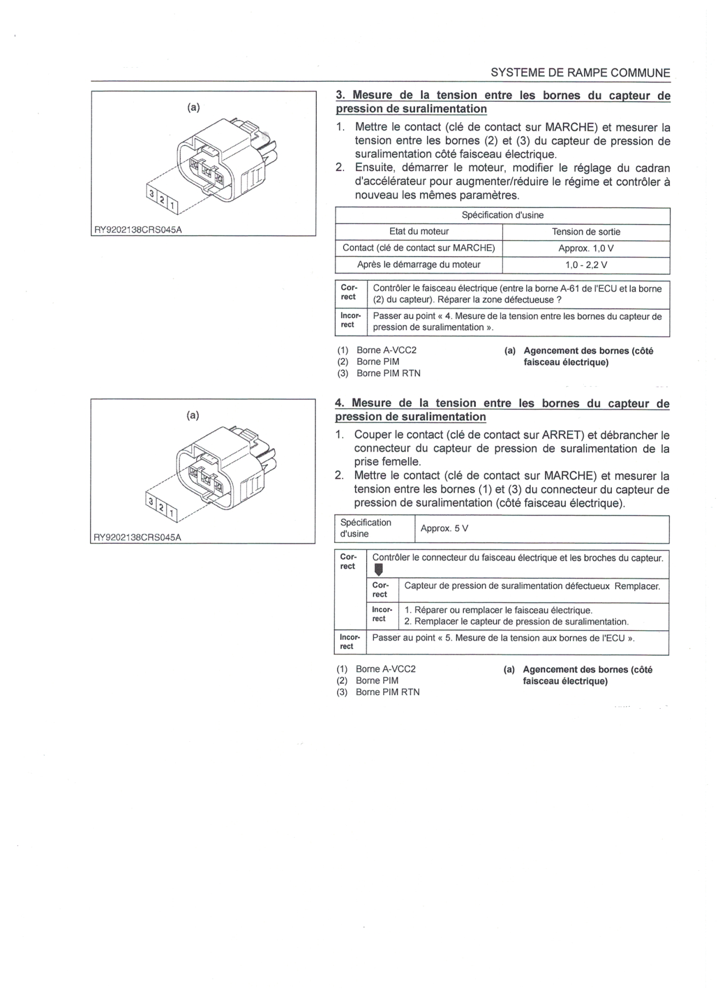 SYSTEME DE RAMPE COMMUNE
(a)
3 2 1
RY9202138CRS045A
3. Mesure de la tension entre les bornes du capteur de
pression de suralimentation
1. Mettre le contact (clé de contact sur MARCHE) et mesurer la
tension entre les bornes (2) et (3) du capteur de pression de
suralimentation côté faisceau électrique.
2. Ensuite, démarrer le moteur, modifier le réglage du cadran
d'accélérateur pour augmenter/réduire le régime et contrôler à
nouveau les mêmes paramètres.
Spécification d'usine
Etat du moteur Tension de sortie
Contact (clé de contact sur MARCHE) Approx. 1,0 V
Après le démarrage du moteur 1,0 - 2,2 V
Cor-
rect
Contrôler le faisceau électrique (entre la borne A-61 de l'ECU et la borne
(2) du capteur). Réparer la zone défectueuse ?
Incor-
rect
Passer au point « 4. Mesure de la tension entre les bornes du capteur de
pression de suralimentation ».
(1) Borne A-VCC2
(2) Borne PIM
(3) Borne PIM RTN
(a) Agencement des bornes (côté
faisceau électrique)
(a)
3 2 1
RY9202138CRS045A
4. Mesure de la tension entre les bornes du capteur de
pression de suralimentation
1. Couper le contact (clé de contact sur ARRET) et débrancher le
connecteur du capteur de pression de suralimentation de la
prise femelle.
2. Mettre le contact (clé de contact sur MARCHE) et mesurer la
tension entre les bornes (1) et (3) du connecteur du capteur de
pression de suralimentation (côté faisceau électrique).
Spécification
d'usine
Approx. 5 V
Cor-
rect
Contrôler le connecteur du faisceau électrique et les broches du capteur.
Cor-
rect
Capteur de pression de suralimentation défectueux Remplacer.
Incor-
rect
1. Réparer ou remplacer le faisceau électrique.
2. Remplacer le capteur de pression de suralimentation.
Incor-
rect
Passer au point « 5. Mesure de la tension aux bornes de l'ECU ».
(1) Borne A-VCC2
(2) Borne PIM
(3) Borne PIM RTN
(a) Agencement des bornes (côté
faisceau électrique)